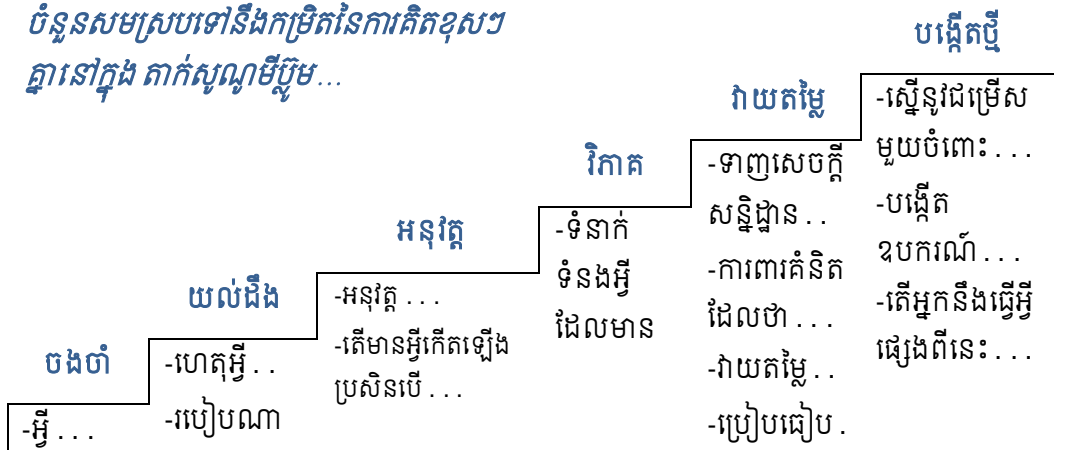 ចំនួនសមស្របទៅនឹងកម្រិតនៃការគិតខុសៗ
គ្នានៅក្នុង តាក់សូណូមីប្លូម...
ចងចាំ
-អ្វី . . .
យល់ដឹង
-ហេតុអ្វី . .
-របៀបណា
អនុវត្ត
-អនុវត្ត . . .
-តើមានអ្វីកើតឡើង
ប្រសិនបើ . . .
វិភាគ
-ទំនាក់
ទំនងអ្វី
ដែលមាន
វាយតម្លៃ
-ទាញសេចក្តី
សន្និដ្ឋាន . .
-ការពារគំនិត
ដែលថា . . .
-វាយតម្លៃ . .
-ប្រៀបធៀប .
បង្កើតថ្មី
-ស្នើនូវជម្រើស
មួយចំពោះ . . .
-បង្កើត
ឧបករណ៍ . . .
-តើអ្នកនឹងធ្វើអ្វី
ផ្សេងពីនេះ . . .